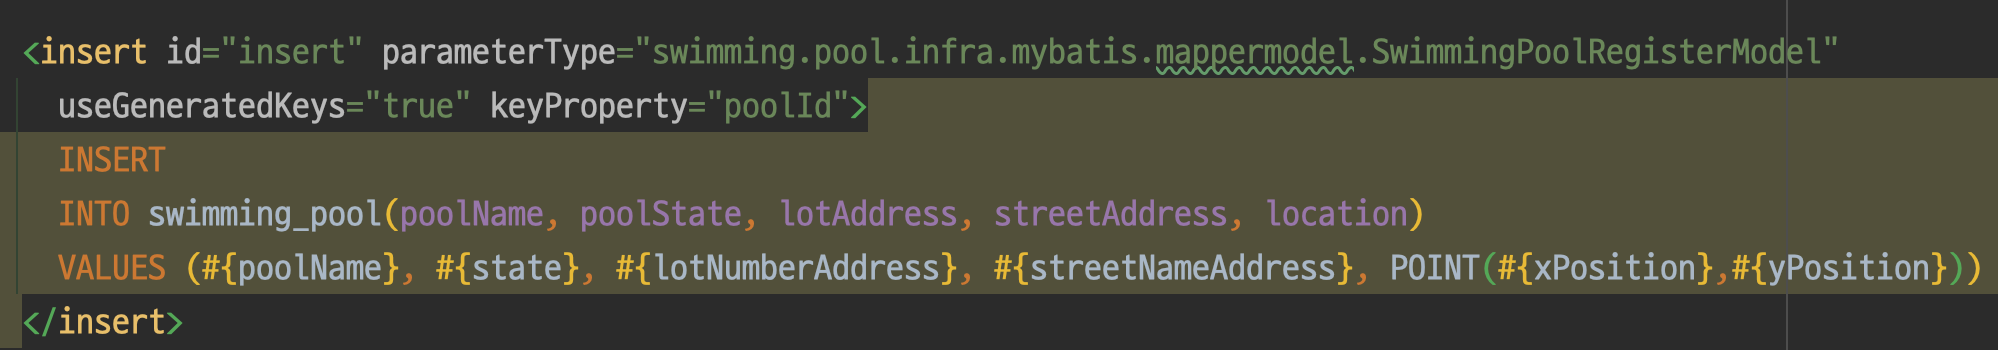 <insert id="insert" parameterType="swimming.pool.infra.mybatis.mappermodel.SwimmingPoolRegisterModel"
useGeneratedKeys="true" keyProperty="poolId">
INSERT
INTO swimming_pool(poolName, poolState, lotAddress, streetAddress, location)
VALUES (#{poolName}, #{state}, #{lotNumberAddress}, #{streetNameAddress}, POINT(#{xPosition},#{yPosition}))
</insert>